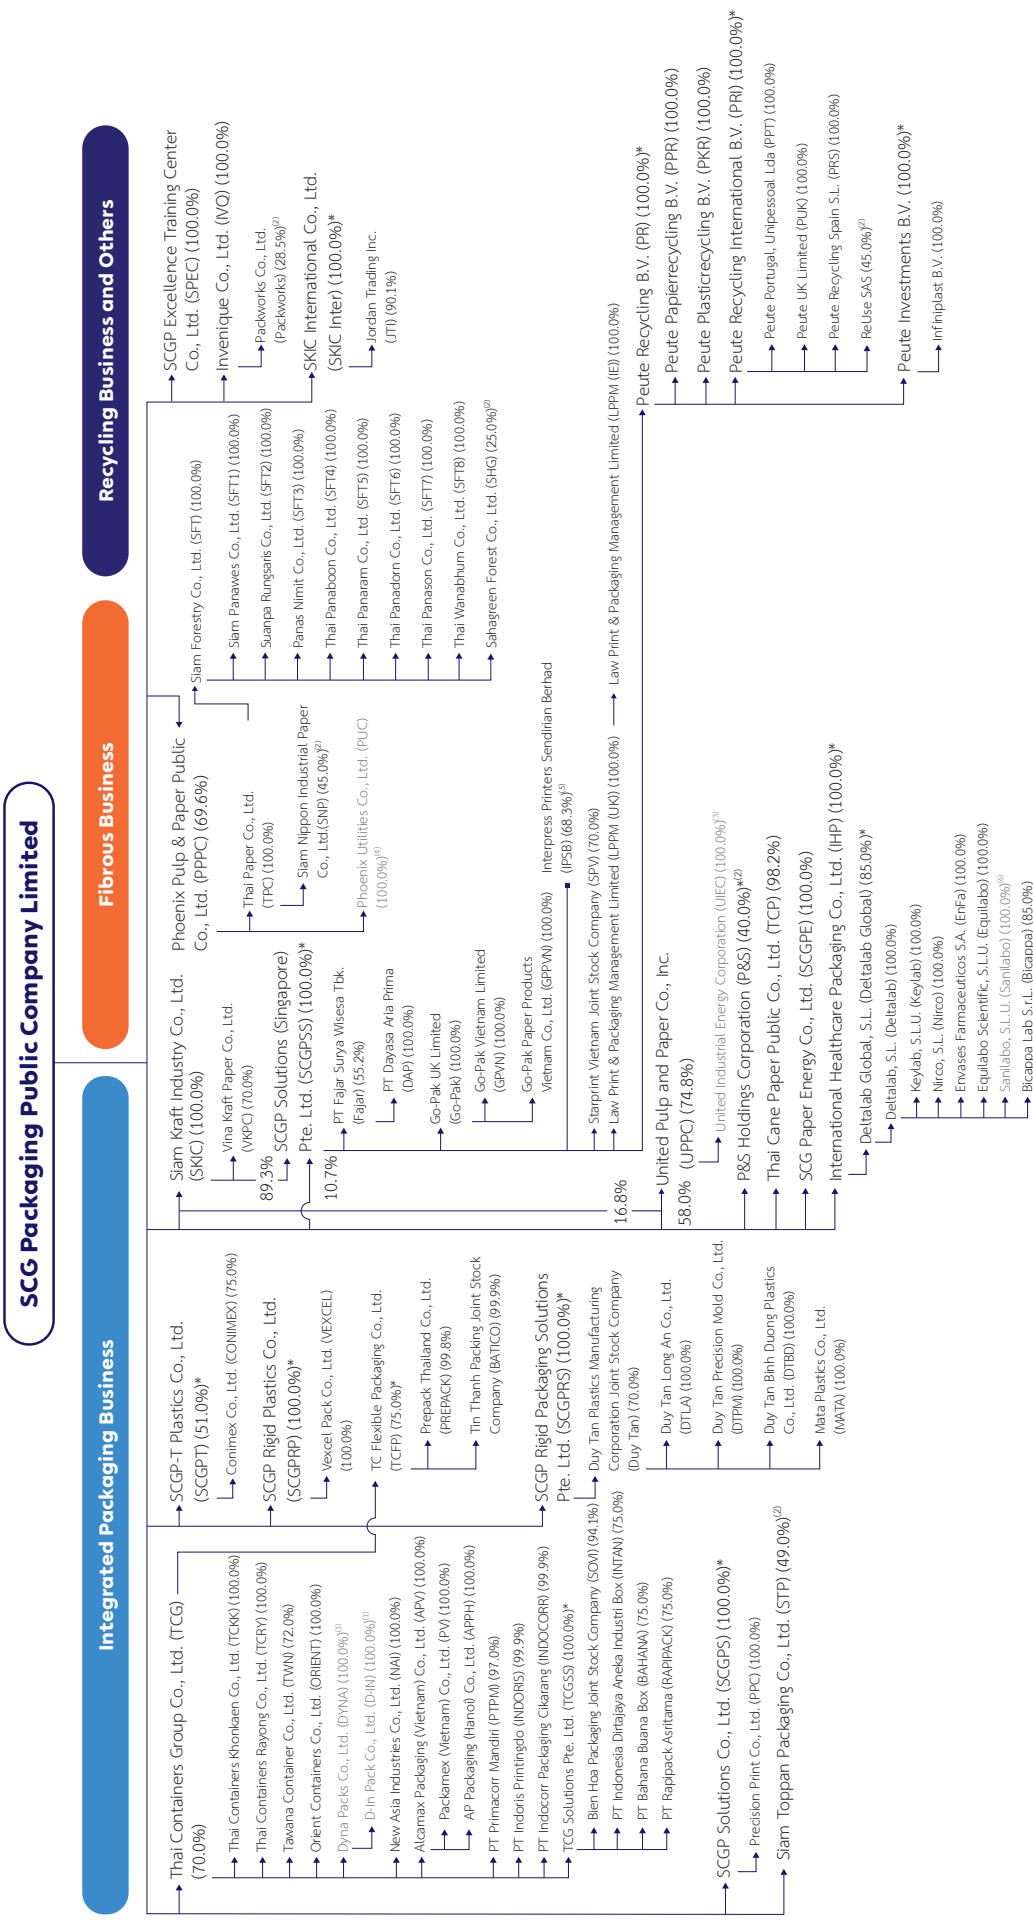 SCG Packaging Public Company Limited
Integrated Packaging Business
Thai Containers Group Co., Ltd. (TCG)
(70.0%)
Thai Containers Khonkaen Co., Ltd. (TCKK) (100.0%)
Thai Containers Rayong Co., Ltd. (TCRY) (100.0%)
Tawana Container Co., Ltd. (TWN) (72.0%)
Orient Containers Co., Ltd. (ORIENT) (100.0%)
Dyna Packs Co., Ltd. (DYNA) (100.0%)(1)
D-In Pack Co., Ltd. (D-IN) (100.0%)(1)
New Asia Industries Co., Ltd. (NAI) (100.0%)
Alcamax Packaging (Vietnam) Co., Ltd. (APV) (100.0%)
Packamex (Vietnam) Co., Ltd. (PV) (100.0%)
AP Packaging (Hanoi) Co., Ltd. (APPH) (100.0%)
PT Primacorr Mandiri (PTPM) (97.0%)
PT Indoris Printingdo (INDORIS) (99.9%)
PT Indocorr Packaging Cikarang (INDOCORR) (99.9%)
TCG Solutions Pte. Ltd. (TCGSS) (100.0%)*
Bien Hoa Packaging Joint Stock Company (SOVI) (94.1%)
PT Indonesia Dirtajaya Aneka Industri Box (INTAN) (75.0%)
PT Bahana Buana Box (BAHANA) (75.0%)
PT Rapipack Asritama (RAPIPACK) (75.0%)
SCGP Solutions Co., Ltd. (SCGPS) (100.0%)*
Precision Print Co., Ltd. (PPC) (100.0%)
Siam Toppan Packaging Co., Ltd. (STP) (49.0%)(2)
SCGP-T Plastics Co., Ltd.
(SCGPT) (51.0%)*
Conimex Co., Ltd. (CONIMEX) (75.0%)
SCGP Rigid Plastics Co., Ltd.
(SCGPRP) (100.0%)*
Vexcel Pack Co., Ltd. (VEXCEL)
(100.0%)
TC Flexible Packaging Co., Ltd.
(TCFP) (75.0%)*
Prepack Thailand Co., Ltd.
(PREPACK) (99.8%)
Tin Thanh Packing Joint Stock
Company (BATICO) (99.9%)
SCGP Rigid Packaging Solutions
Pte. Ltd. (SCGPRS) (100.0%)*
Duy Tan Plastics Manufacturing
Corporation Joint Stock Company
(Duy Tan) (70.0%)
Duy Tan Long An Co., Ltd.
(DTLA) (100.0%)
Duy Tan Precision Mold Co., Ltd.
(DTPM) (100.0%)
Duy Tan Binh Duong Plastics
Co., Ltd. (DTBD) (100.0%)
Mata Plastics Co., Ltd.
(MATA) (100.0%)
Fibrous Business
Siam Kraft Industry Co., Ltd.
(SKIC) (100.0%)
Vina Kraft Paper Co., Ltd.
(VKPC) (70.0%)
89.3%
SCGP Solutions (Singapore)
Pte. Ltd. (SCGPSS) (100.0%)*
10.7%
PT Fajar Surya Wisesa Tbk.
(Fajar) (55.2%)
PT Dayasa Aria Prima
(DAP) (100.0%)
Go-Pak UK Limited
(Go-Pak) (100.0%)
Go-Pak Vietnam Limited
(GPVN) (100.0%)
Go-Pak Paper Products
Vietnam Co., Ltd. (GPPVN) (100.0%)
Interpress Printers Sendirian Berhad
(IPSB) (68.3%)(5)
Starprint Vietnam Joint Stock Company (SPV) (70.0%)
Law Print & Packaging Management Limited (LPPM (UK)) (100.0%)
Law Print & Packaging Management Limited (LPPM (IE)) (100.0%)
16.8%
United Pulp and Paper Co., Inc.
58.0%
(UPPC) (74.8%)
United Industrial Energy Corporation (UIEC) (100.0%)(3)
P&S Holdings Corporation (P&S) (40.0%)*(2)
Thai Cane Paper Public Co., Ltd. (TCP) (98.2%)
SCG Paper Energy Co., Ltd. (SCGPE) (100.0%)
International Healthcare Packaging Co., Ltd. (IHP) (100.0%)*
Deltalab Global, S.L. (Deltalab Global) (85.0%)*
Deltalab, S.L. (Deltalab) (100.0%)
Keylab, S.L.U. (Keylab) (100.0%)
Nirco, S.L. (Nirco) (100.0%)
Envases Farmaceuticos S.A. (EnFa) (100.0%)
Equilabo Scientific, S.L.U. (Equilabo) (100.0%)
Sanilabo, S.L.U. (Sanilabo) (100.0%)(6)
Bicappa Lab S.r.L. (Bicappa) (85.0%)
Phoenix Pulp & Paper Public
Co., Ltd. (PPPC) (69.6%)
Thai Paper Co., Ltd.
(TPC) (100.0%)
Siam Nippon Industrial Paper
Co., Ltd.(SNP) (45.0%)(2)
Phoenix Utilities Co., Ltd. (PUC)
(100.0%)(4)
Siam Forestry Co., Ltd. (SFT) (100.0%)
Siam Panawes Co., Ltd. (SFT1) (100.0%)
Suanpa Rungsaris Co., Ltd. (SFT2) (100.0%)
Panas Nimit Co., Ltd. (SFT3) (100.0%)
Thai Panaboon Co., Ltd. (SFT4) (100.0%)
Thai Panaram Co., Ltd. (SFT5) (100.0%)
Thai Panadorn Co., Ltd. (SFT6) (100.0%)
Thai Panason Co., Ltd. (SFT7) (100.0%)
Thai Wanabhum Co., Ltd. (SFT8) (100.0%)
Sahagreen Forest Co., Ltd. (SHG) (25.0%)(2)
Recycling Business and Others
SCGP Excellence Training Center
Co., Ltd. (SPEC) (100.0%)
Invenique Co., Ltd. (IVQ) (100.0%)
Packworks Co., Ltd.
(Packworks) (28.5%)(2)
SKIC International Co., Ltd.
(SKIC Inter) (100.0%)*
Jordan Trading Inc.
(JTI) (90.1%)
Peute Recycling B.V. (PR) (100.0%)*
Peute Papierrecycling B.V. (PPR) (100.0%)
Peute Plasticrecycling B.V. (PKR) (100.0%)
Peute Recycling International B.V. (PRI) (100.0%)*
Peute Portugal, Unipessoal Lda (PPT) (100.0%)
Peute UK Limited (PUK) (100.0%)
Peute Recycling Spain S.L. (PRS) (100.0%)
ReUse SAS (45.0%)(2)
Peute Investments B.V. (100.0%)*
Infiniplast B.V. (100.0%)